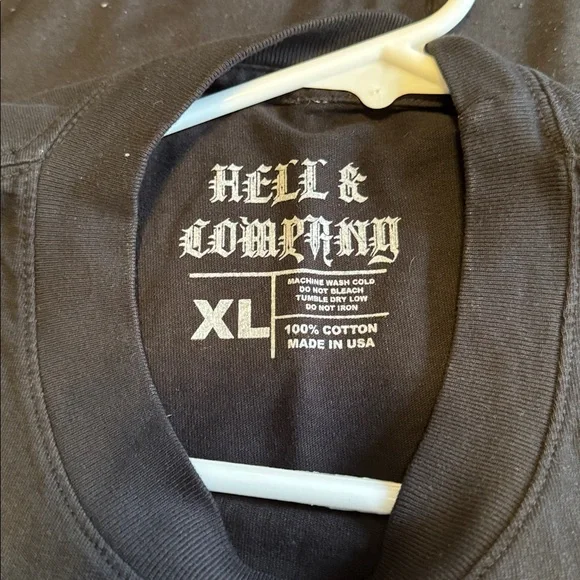 HELL &
COMPANY
XL
MACHINE WASH COLD
DO NOT BLEACH
TUMBLE DRY LOW
DO NOT IRON
100% COTTON
MADE IN USA